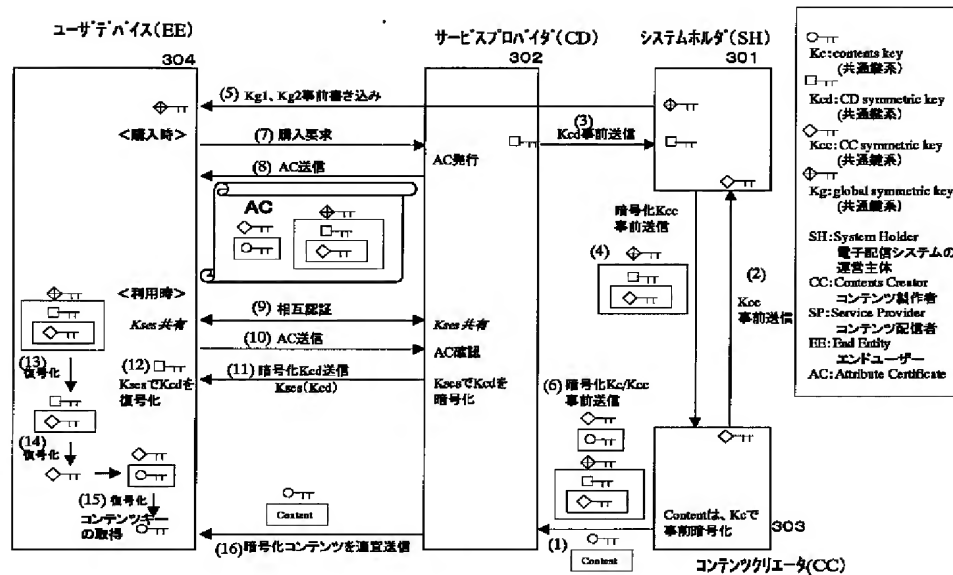 ユーザデバイス(EE)
304
サービスプロバイダ(CD)
302
システムホルダ(SH)
301
(5) Kg1、Kg2事前書き込み
<購入時>
(7) 購入要求
(3)
Kcd事前送信
AC発行
(8) AC送信
AC
暗号化Kcc
事前送信
(4)
(2)
Kcc
事前送信
<利用時>
(9) 相互認証
Kses共有
Kses共有
(10) AC送信
AC確認
(11) 暗号化Kcd送信
Kses(Kcd)
KsesでKcdを
暗号化
(12)
KsesでKcdを
復号化
(13)
復号化
(6) 暗号化Kc/Kcc
事前送信
(14)
復号化
(15) 復号化
コンテンツキー
の取得
Content
(16)暗号化コンテンツを適宜送信
(1)
Content
Contentは、Kcで
事前暗号化
303
コンテンツクリエータ(CC)
Kc:contents key
(共通鍵系)
Kcd:CD symmetric key
(共通鍵系)
Kcc:CC symmetric key
(共通鍵系)
Kg:global symmetric key
(共通鍵系)
SH:System Holder
電子配信システムの
運営主体
CC:Contents Creator
コンテンツ製作者
SP:Service Provider
コンテンツ配信者
EE:End Entity
エンドユーザー
AC:Attribute Certificate